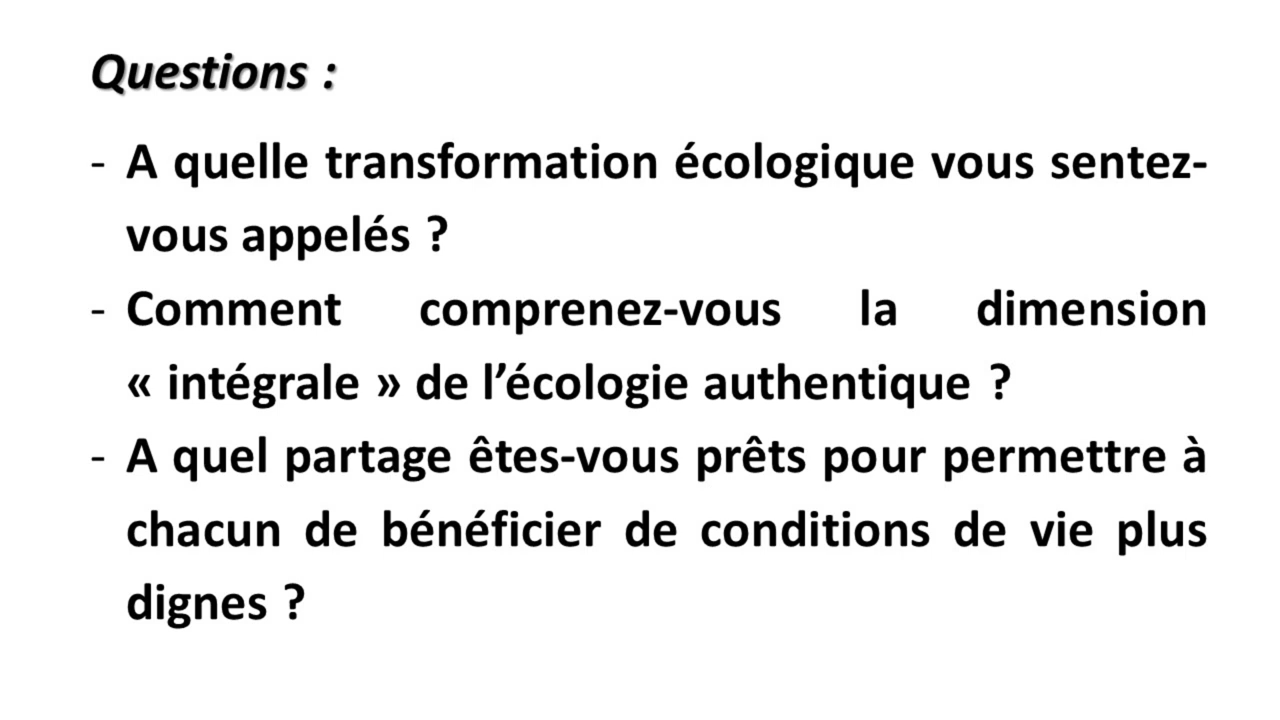 Questions :
- A quelle transformation écologique vous sentez-
vous appelés ?
- Comment comprenez-vous la dimension
« intégrale » de l’écologie authentique ?
- A quel partage êtes-vous prêts pour permettre à
chacun de bénéficier de conditions de vie plus
dignes ?